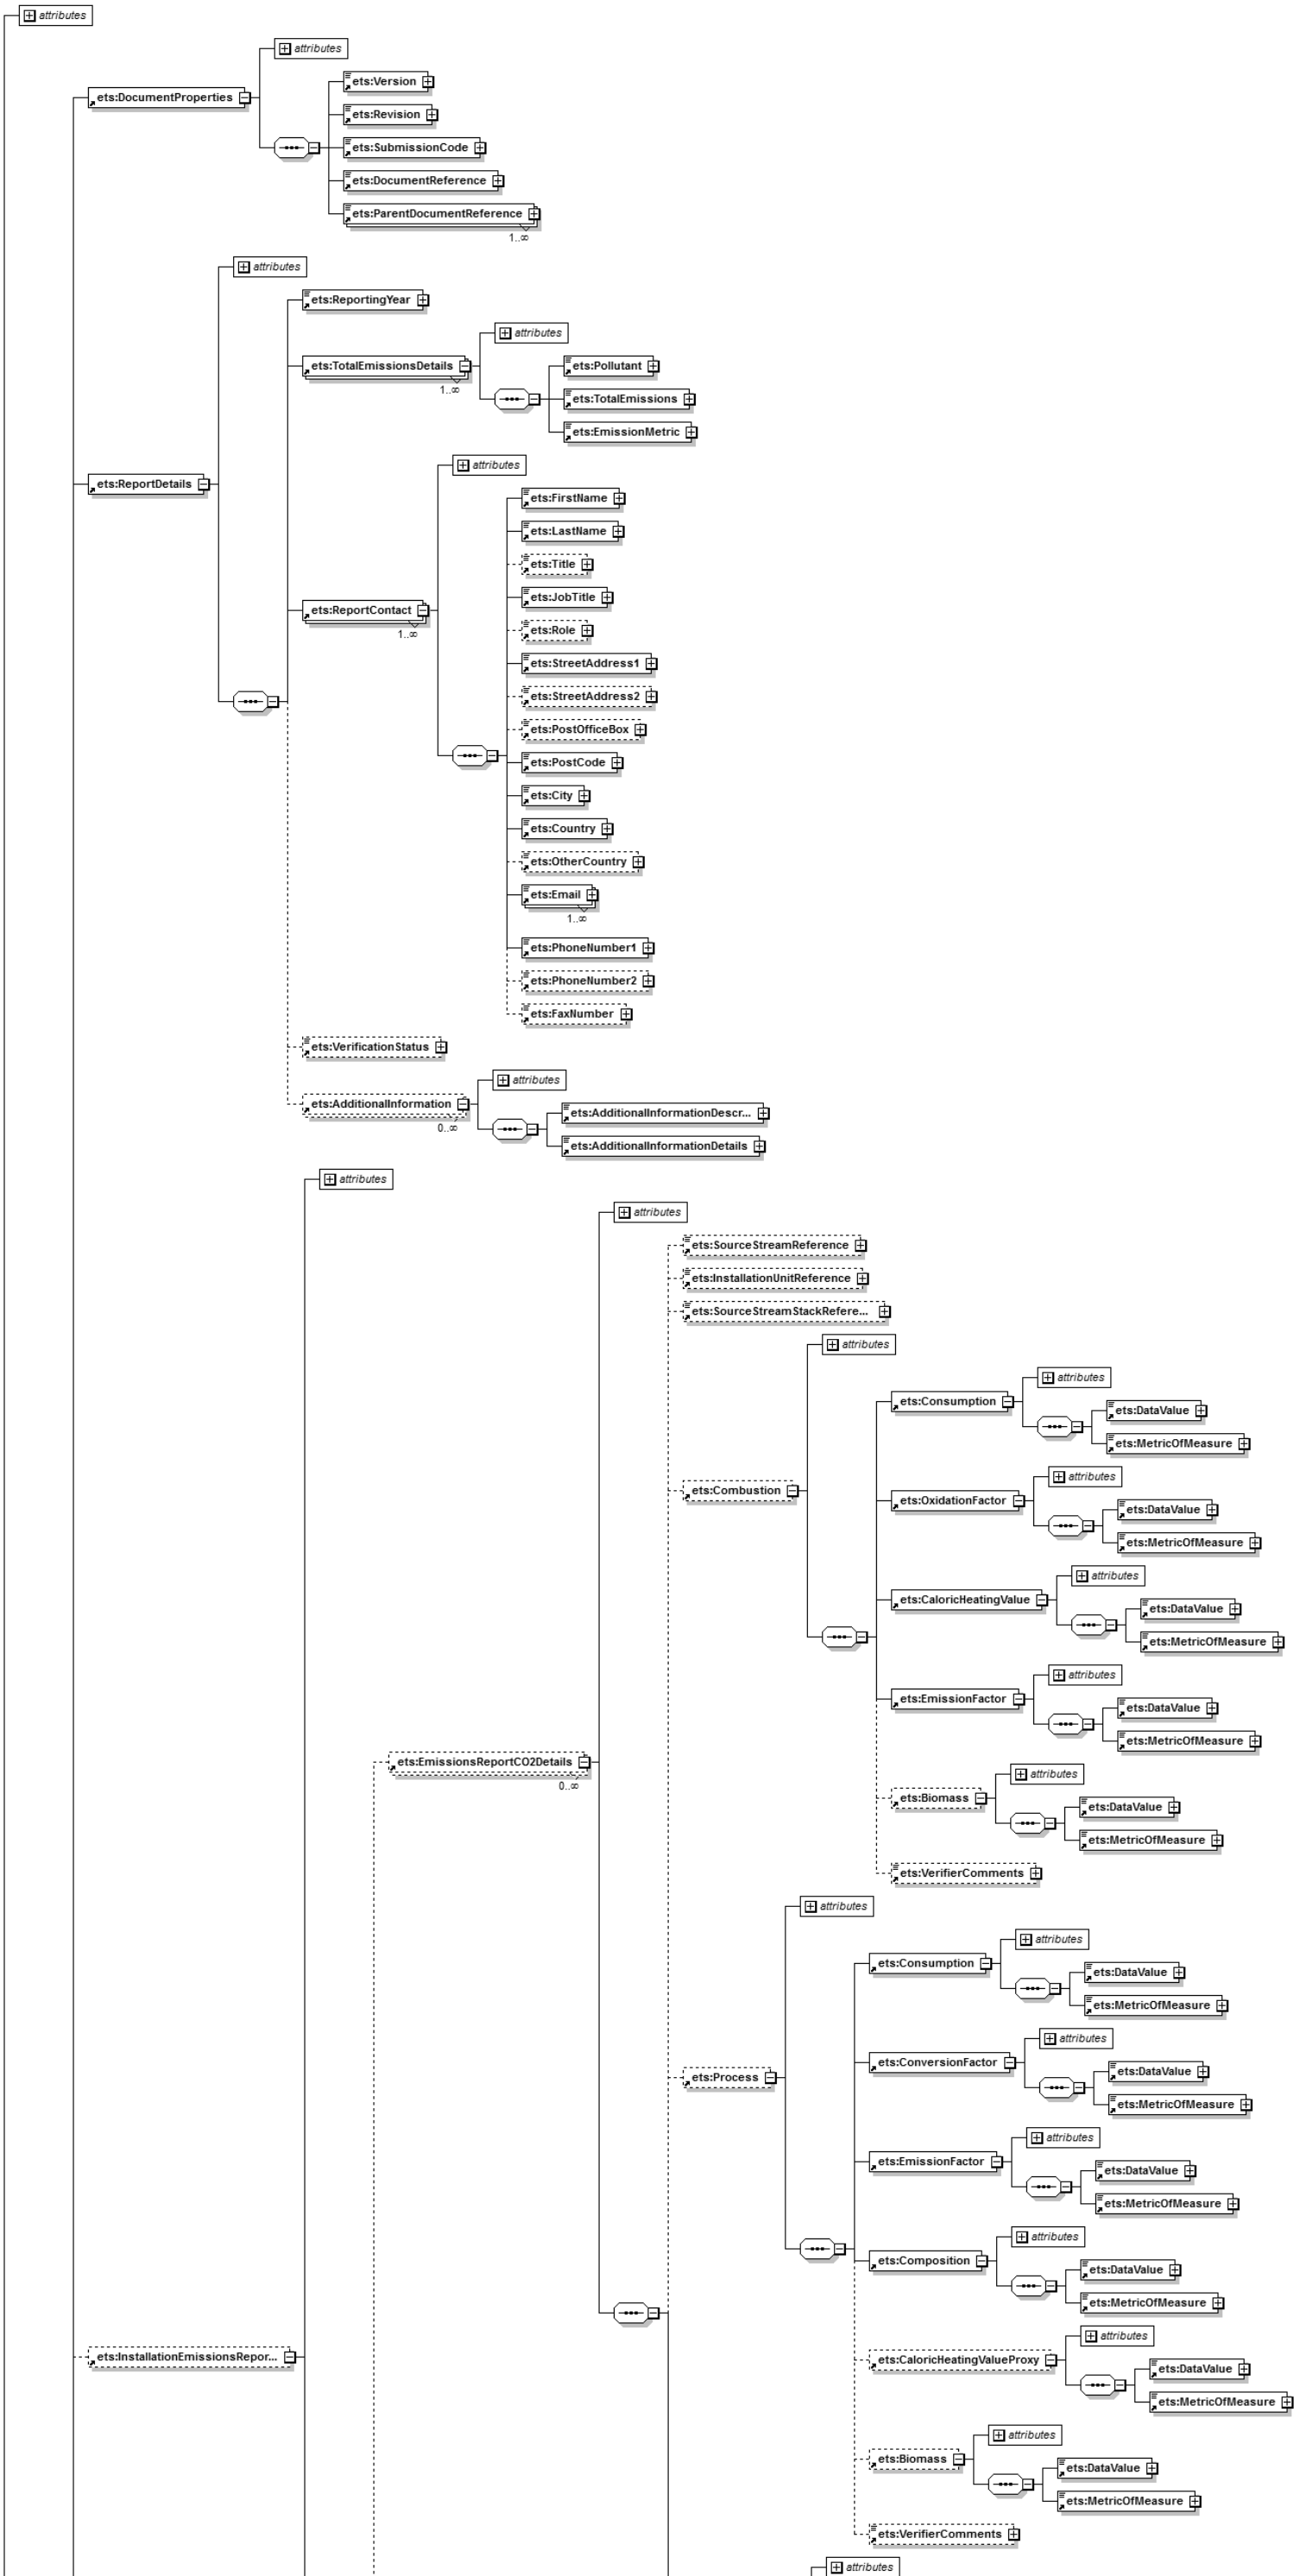 attributes
attributes
ets:DocumentProperties
ets:Version
ets:Revision
ets:SubmissionCode
ets:DocumentReference
ets:ParentDocumentReference
1..∞
attributes
ets:ReportingYear
attributes
ets:TotalEmissionsDetails
1..∞
ets:Pollutant
ets:TotalEmissions
ets:EmissionMetric
attributes
ets:ReportDetails
ets:FirstName
ets:LastName
ets:Title
ets:JobTitle
ets:ReportContact
1..∞
ets:Role
ets:StreetAddress1
ets:StreetAddress2
ets:PostOfficeBox
ets:PostCode
ets:City
ets:Country
ets:OtherCountry
ets:Email
1..∞
ets:PhoneNumber1
ets:PhoneNumber2
ets:FaxNumber
ets:VerificationStatus
attributes
ets:AdditionalInformation
0..∞
ets:AdditionalInformationDescr...
ets:AdditionalInformationDetails
attributes
attributes
ets:SourceStreamReference
ets:InstallationUnitReference
ets:SourceStreamStackRefere...
attributes
attributes
ets:Consumption
ets:DataValue
ets:MetricOfMeasure
attributes
ets:Combustion
ets:OxidationFactor
ets:DataValue
ets:MetricOfMeasure
attributes
ets:CaloricHeatingValue
ets:DataValue
ets:MetricOfMeasure
attributes
ets:EmissionFactor
ets:DataValue
ets:MetricOfMeasure
ets:EmissionsReportCO2Details
0..∞
attributes
ets:Biomass
ets:DataValue
ets:MetricOfMeasure
ets:VerifierComments
attributes
attributes
ets:Consumption
ets:DataValue
ets:MetricOfMeasure
attributes
ets:ConversionFactor
ets:DataValue
ets:Process
ets:MetricOfMeasure
attributes
ets:EmissionFactor
ets:DataValue
ets:MetricOfMeasure
attributes
ets:Composition
ets:DataValue
ets:MetricOfMeasure
attributes
ets:InstallationEmissionsRepor...
ets:CaloricHeatingValueProxy
ets:DataValue
ets:MetricOfMeasure
attributes
ets:Biomass
ets:DataValue
ets:MetricOfMeasure
ets:VerifierComments
attributes